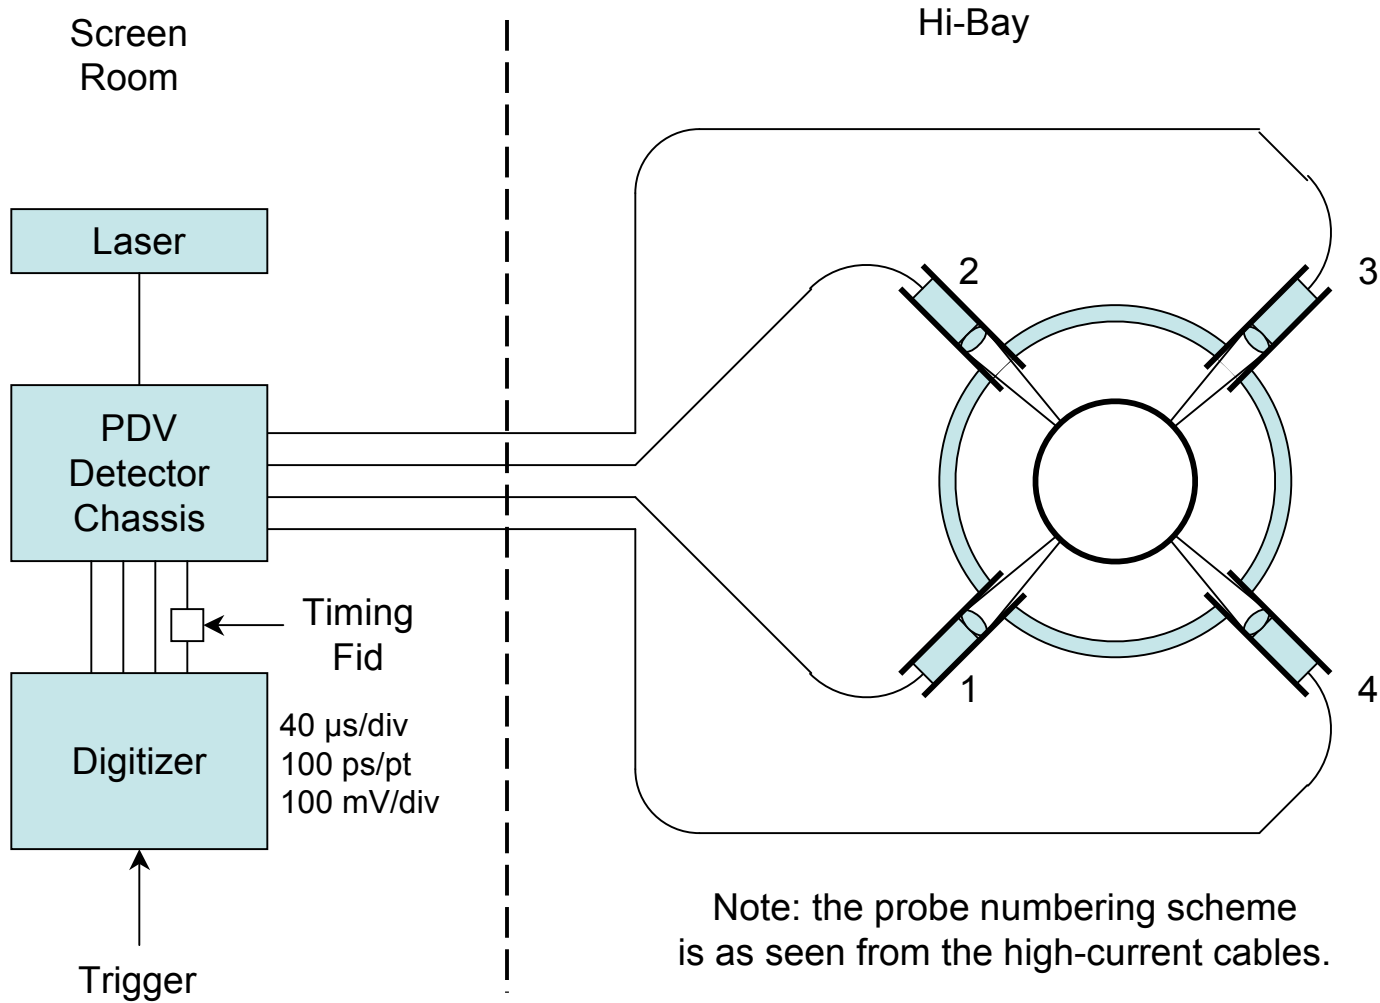 Screen
Room
Hi-Bay
Laser
PDV
Detector
Chassis
Timing
Fid
Digitizer
40 µs/div
100 ps/pt
100 mV/div
Trigger
2
3
1
4
Note: the probe numbering scheme
is as seen from the high-current cables.